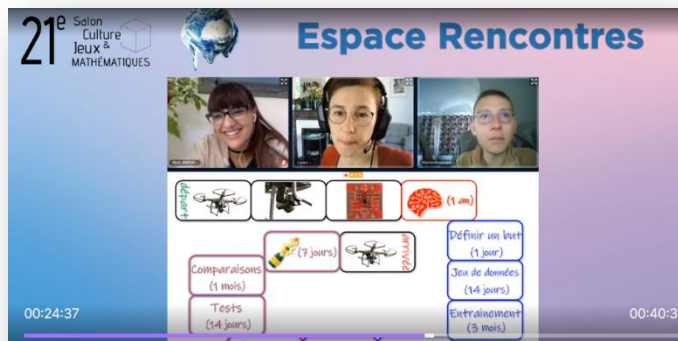 21e Salon
Culture
Jeux &
MATHÉMATIQUES
Espace Rencontres
départ
(1 an)
(7 jours)
arrivée
Définir un but
(1 jour)
Comparaisons
(1 mois)
Jeu de données
(14 jours)
Tests
(14 jours)
Entrainement
(3 mois)
00:24:37
00:40:3